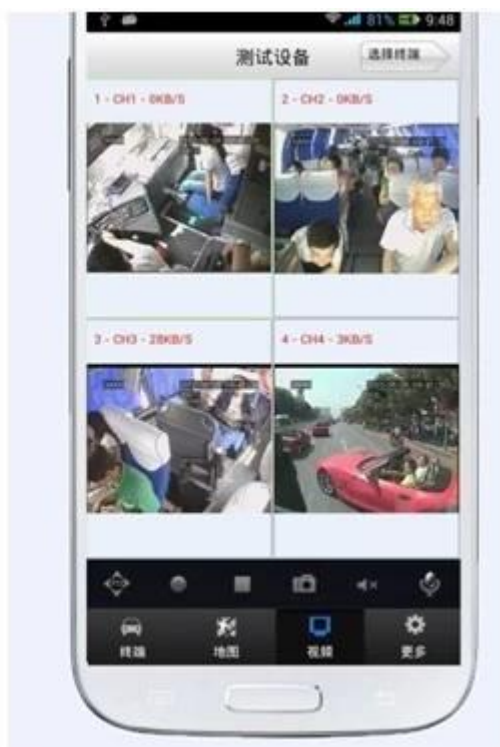 81% 9:48
测试设备 选择终端
1 - CH1 - 0KB/S 2 - CH2 - 0KB/S
3 - CH3 - 28KB/S 4 - CH4 - 3KB/S
终端 地图 视频 更多